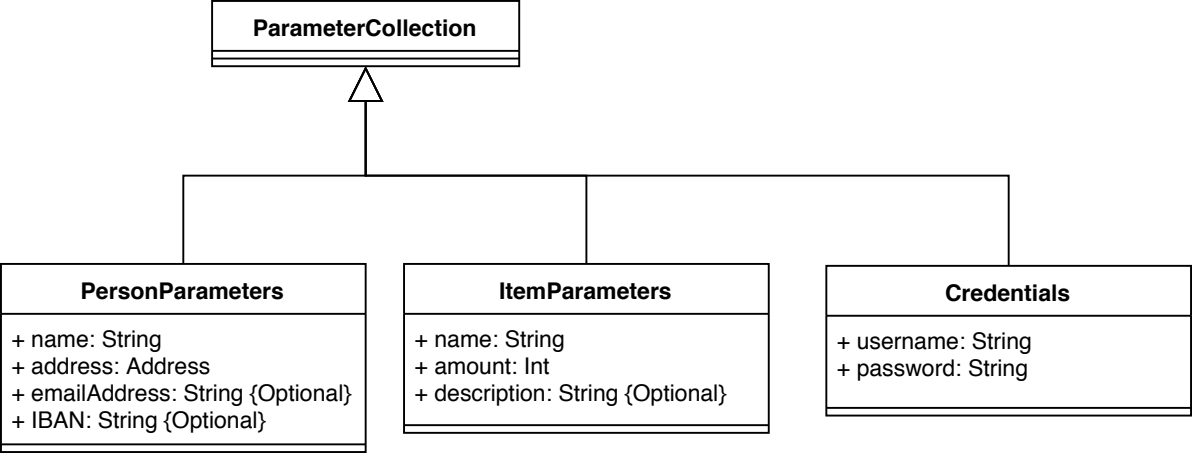 ParameterCollection
PersonParameters
+ name: String
+ address: Address
+ emailAddress: String {Optional}
+ IBAN: String {Optional}
ItemParameters
+ name: String
+ amount: Int
+ description: String {Optional}
Credentials
+ username: String
+ password: String